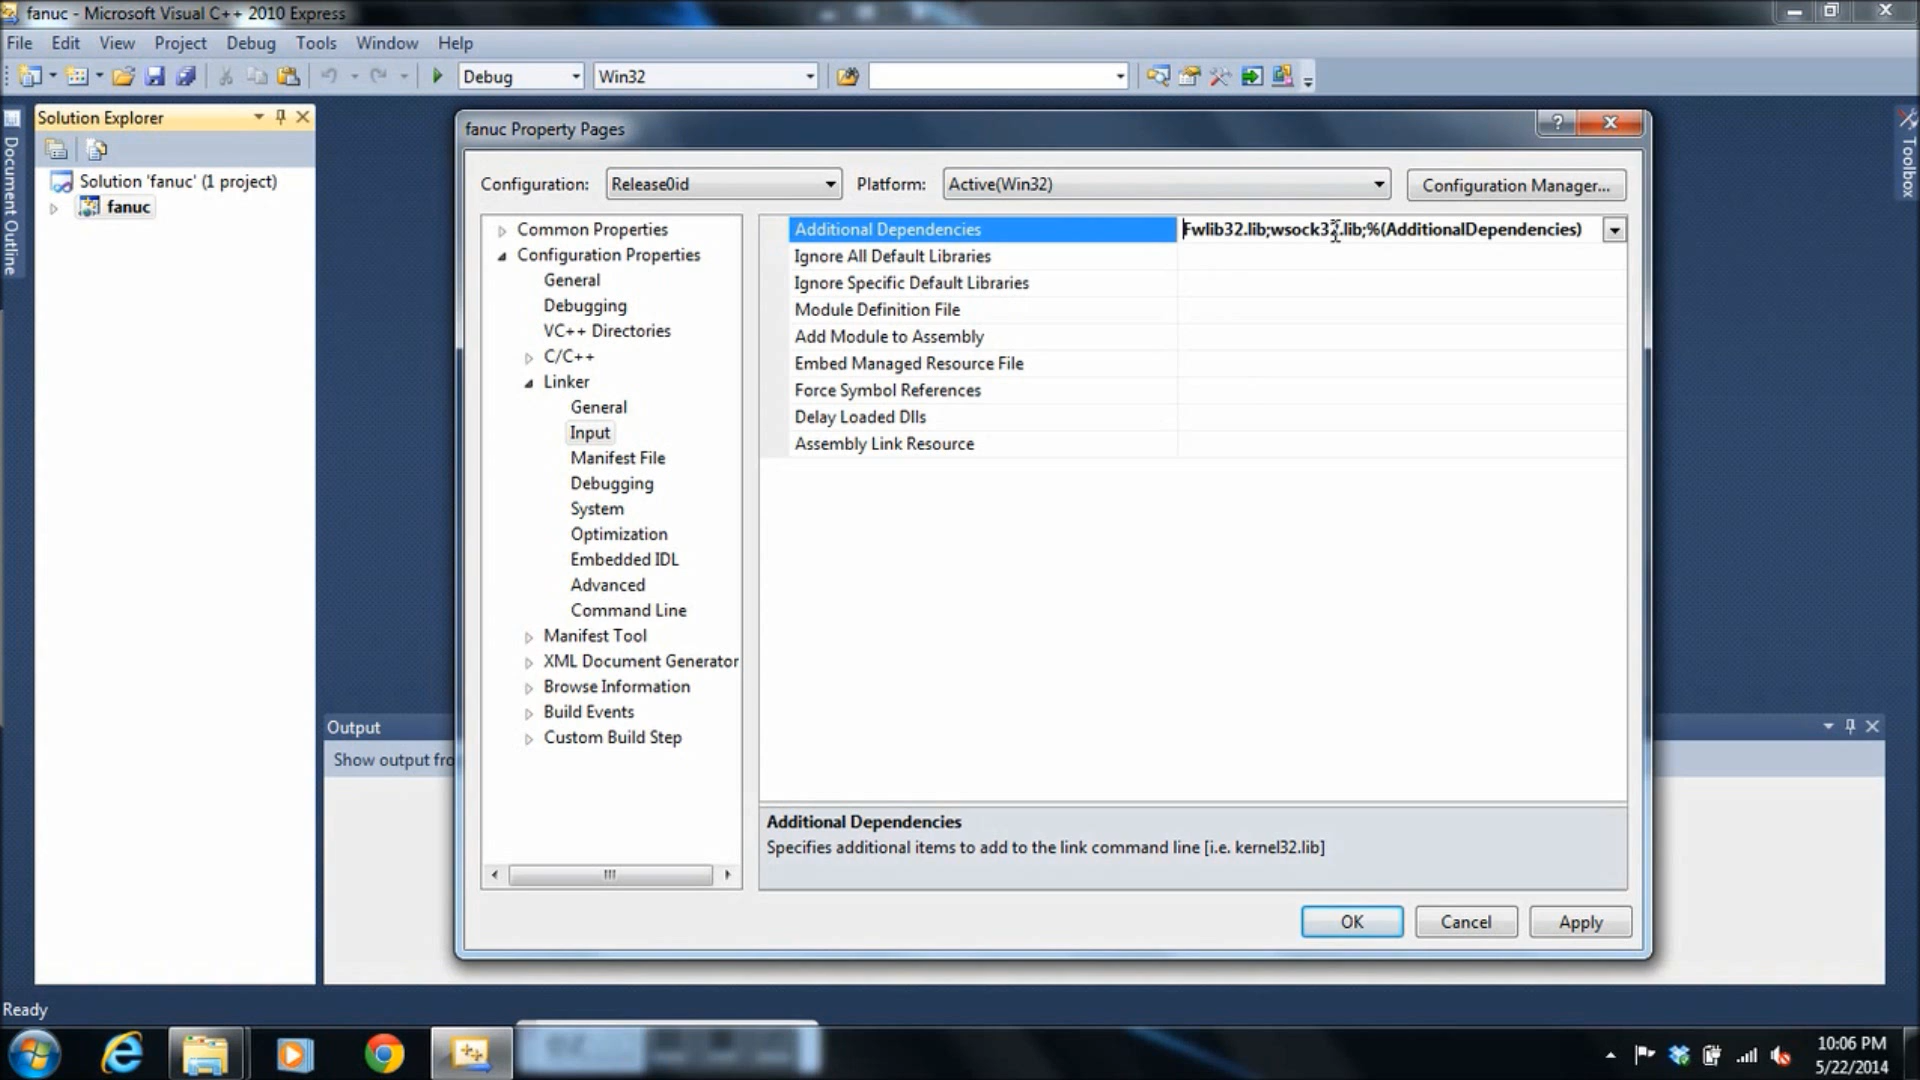 fanuc - Microsoft Visual C++ 2010 Express
File Edit View Project Debug Tools Window Help
Debug Win32
Solution Explorer
Document Outline
Toolbox
Solution 'fanuc' (1 project)
fanuc
fanuc Property Pages
?
Configuration: Release0id Platform: Active(Win32) Configuration Manager...
Common Properties
Configuration Properties
General
Debugging
VC++ Directories
C/C++
Linker
General
Input
Manifest File
Debugging
System
Optimization
Embedded IDL
Advanced
Command Line
Manifest Tool
XML Document Generator
Browse Information
Build Events
Custom Build Step
Additional Dependencies Fwlib32.lib;wsock32.lib;%(AdditionalDependencies)
Ignore All Default Libraries
Ignore Specific Default Libraries
Module Definition File
Add Module to Assembly
Embed Managed Resource File
Force Symbol References
Delay Loaded Dlls
Assembly Link Resource
Additional Dependencies
Specifies additional items to add to the link command line [i.e. kernel32.lib]
OK Cancel Apply
Output
Show output fro
Ready
10:06 PM
5/22/2014